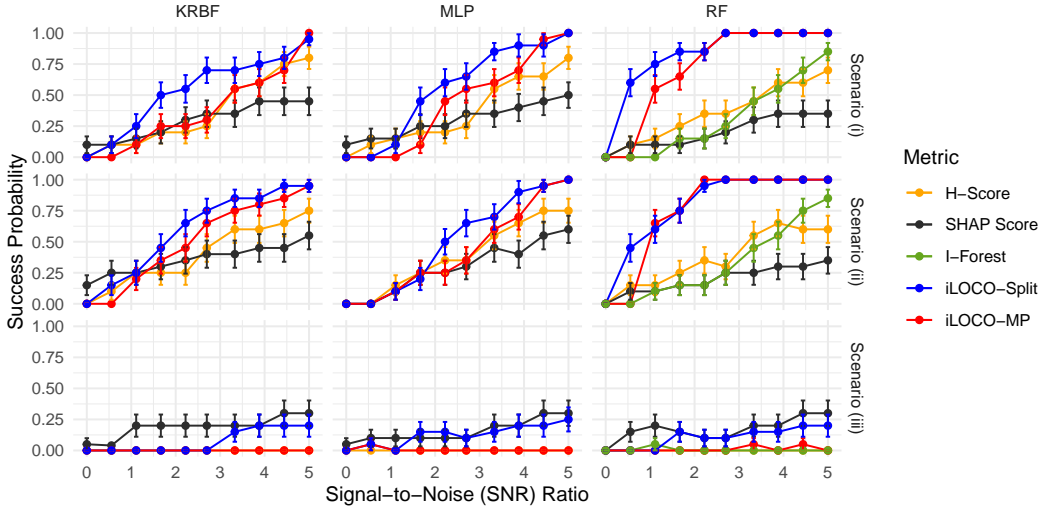 KRBF MLP RF
1.00
0.75
0.50
0.25
0.00
Scenario (i)
1.00
0.75
0.50
0.25
0.00
Scenario (ii)
1.00
0.75
0.50
0.25
0.00
Scenario (iii)
Success Probability
0 1 2 3 4 5 0 1 2 3 4 5 0 1 2 3 4 5
Signal−to−Noise (SNR) Ratio
Metric
H−Score
SHAP Score
I−Forest
iLOCO−Split
iLOCO−MP